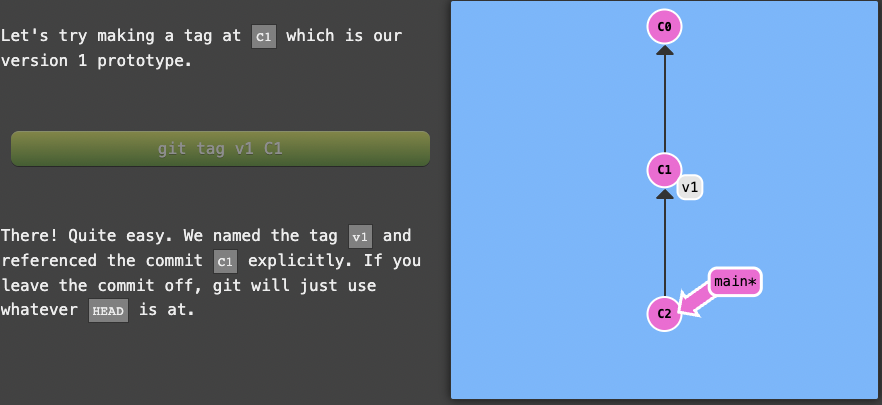 Let's try making a tag at C1 which is our
version 1 prototype.
git tag v1 C1
There! Quite easy. We named the tag v1 and
referenced the commit C1 explicitly. If you
leave the commit off, git will just use
whatever HEAD is at.
C0
C1
v1
main*
C2